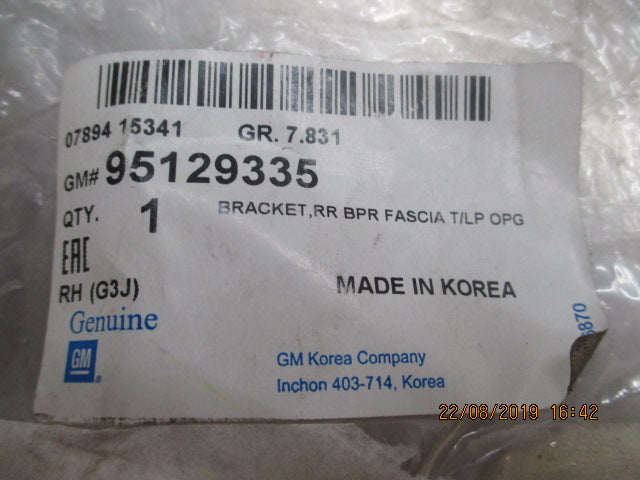 07894 15341 GR. 7.831
GM# 95129335
QTY. 1 BRACKET,RR BPR FASCIA T/LP OPG
EAC
RH (G3J) MADE IN KOREA
Genuine
GM
GM Korea Company
Inchon 403-714, Korea
6870
22/08/2019 16:42